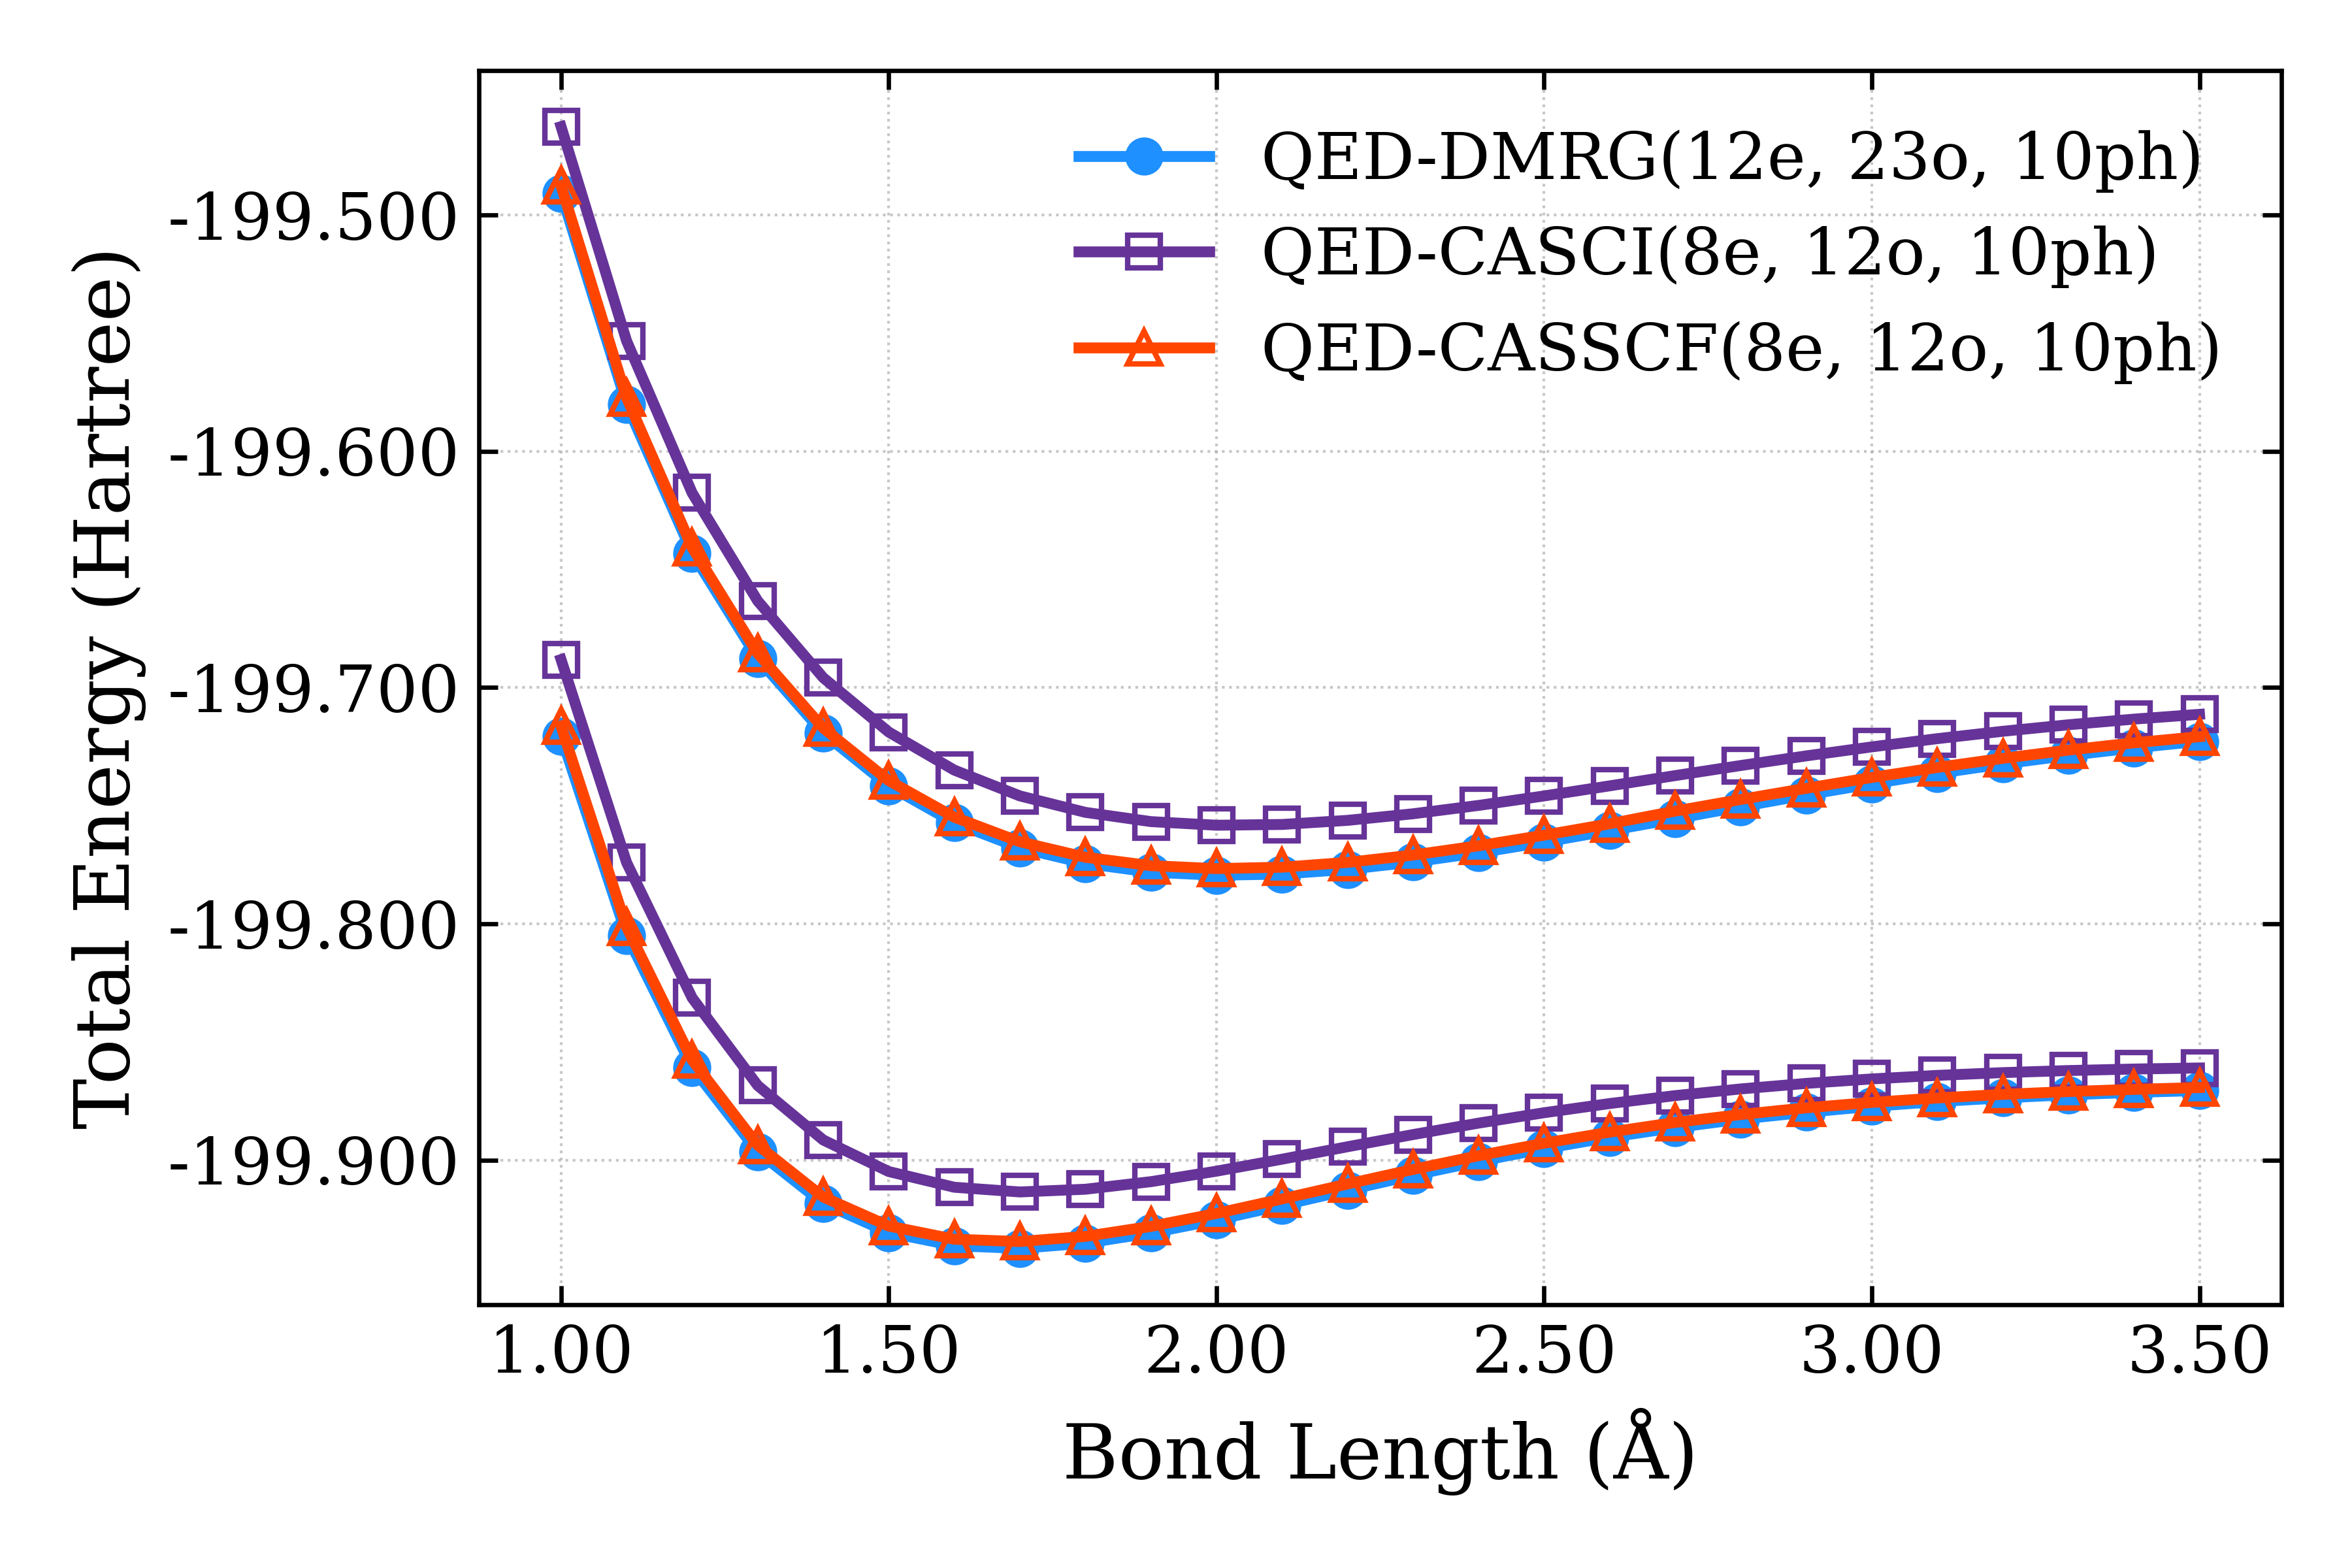 QED-DMRG(12e, 23o, 10ph)
QED-CASCI(8e, 12o, 10ph)
QED-CASSCF(8e, 12o, 10ph)
Total Energy (Hartree)
-199.500
-199.600
-199.700
-199.800
-199.900
1.00 1.50 2.00 2.50 3.00 3.50
Bond Length (Å)